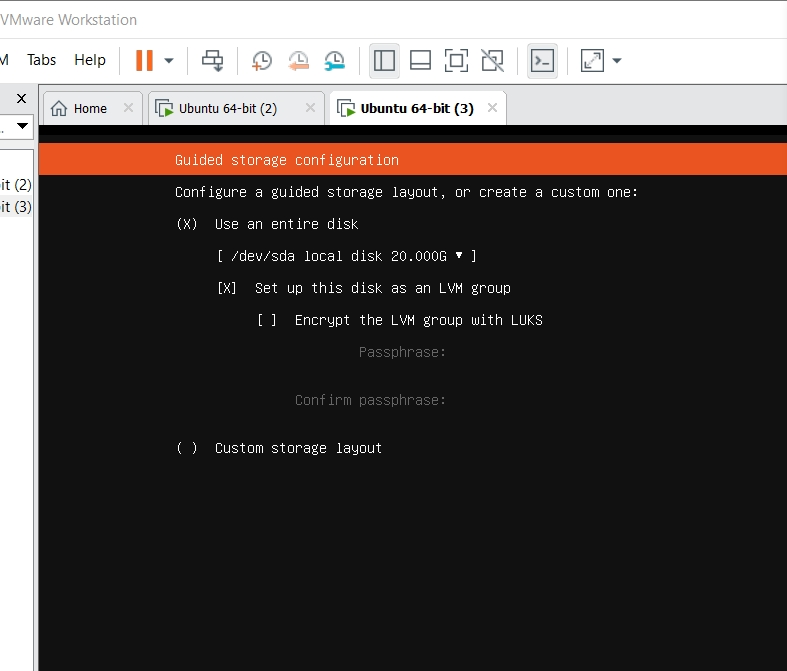 VMware Workstation
M Tabs Help
Home
Ubuntu 64-bit (2)
Ubuntu 64-bit (3)
it (2)
it (3)
Guided storage configuration
Configure a guided storage layout, or create a custom one:
(X) Use an entire disk
[ /dev/sda local disk 20.000G ▾ ]
[X] Set up this disk as an LVM group
[ ] Encrypt the LVM group with LUKS
Passphrase:
Confirm passphrase:
( ) Custom storage layout